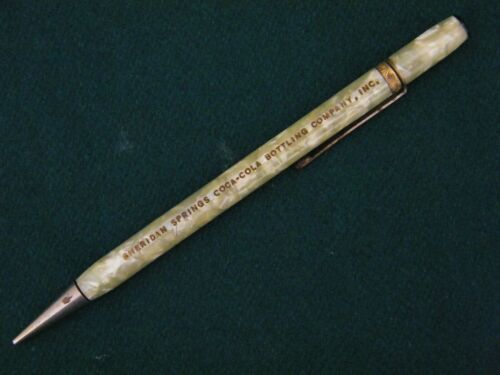 SHERIDAN SPRINGS COCA-COLA BOTTLING COMPANY, INC.